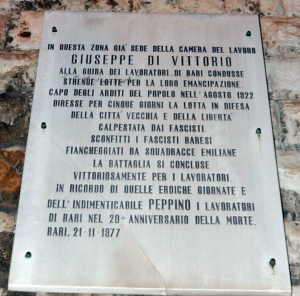 IN QUESTA ZONA GIÀ SEDE DELLA CAMERA DEL LAVORO
GIUSEPPE DI VITTORIO
ALLA GUIDA DEI LAVORATORI DI BARI CONDUSSE
STRENUE LOTTE PER LA LORO EMANCIPAZIONE.
CAPO DEGLI ARDITI DEL POPOLO NELL'AGOSTO 1922
DIRESSE PER CINQUE GIORNI LA LOTTA IN DIFESA
DELLA CITTÀ VECCHIA E DELLA LIBERTÀ
CALPESTATA DAI FASCISTI.
SCONFITTI I FASCISTI BARESI
FIANCHEGGIATI DA SQUADRACCE EMILIANE
LA BATTAGLIA SI CONCLUSE
VITTORIOSAMENTE PER I LAVORATORI.
IN RICORDO DI QUELLE EROICHE GIORNATE E
DELL'INDIMENTICABILE PEPPINO I LAVORATORI
DI BARI NEL 20° ANNIVERSARIO DELLA MORTE.
BARI, 21-11-1977